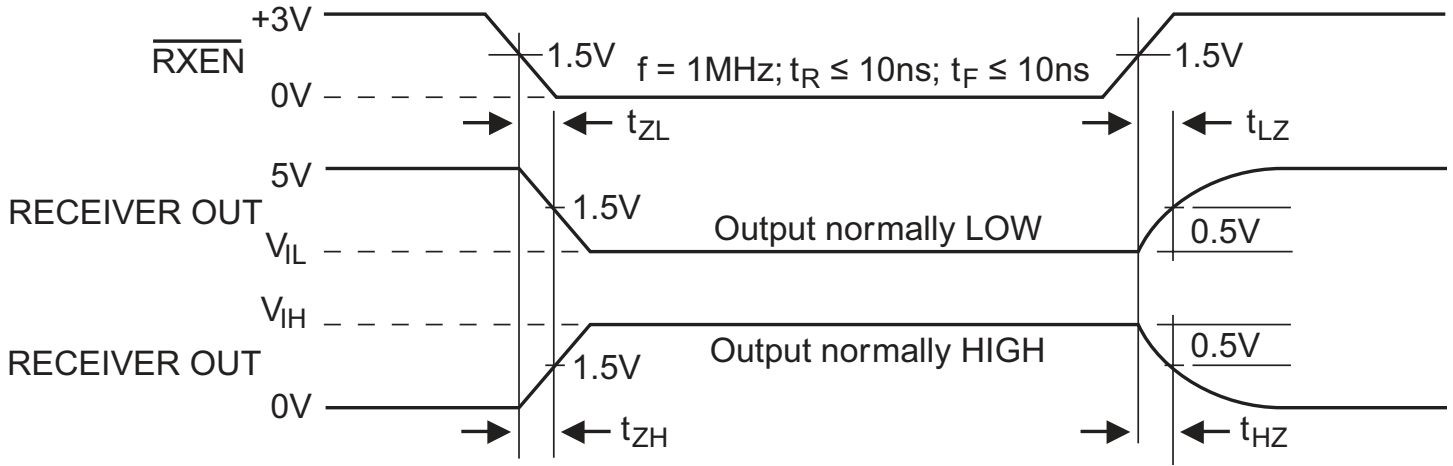 +3V
RXEN
1.5V
f = 1MHz; tR ≤ 10ns; tF ≤ 10ns
1.5V
0V
tZL
tLZ
5V
RECEIVER OUT
1.5V
Output normally LOW
0.5V
VIL
VIH
RECEIVER OUT
1.5V
Output normally HIGH
0.5V
0V
tZH
tHZ